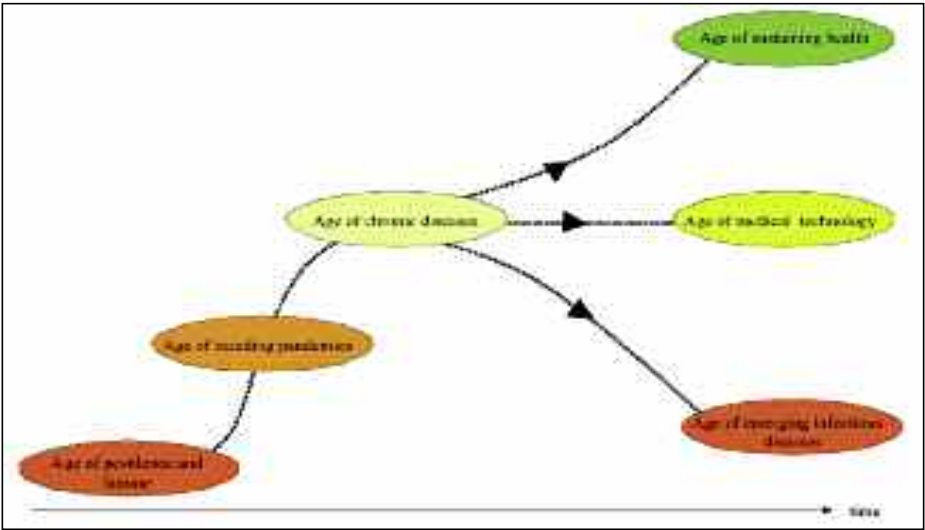 Age of sustaining health
Age of chronic diseases
Age of medical technology
Age of receding pandemics
Age of emerging infectious
diseases
Age of pestilence and
famine
time